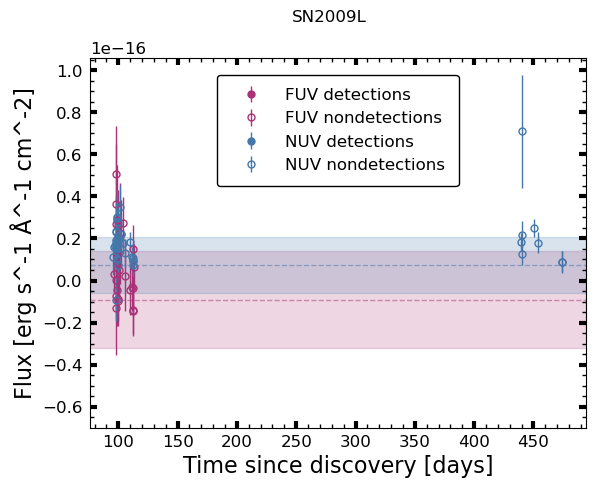 SN2009L
1e−16
FUV detections
FUV nondetections
NUV detections
NUV nondetections
1.0
0.8
0.6
0.4
0.2
0.0
−0.2
−0.4
−0.6
Flux [erg s^-1 Å^-1 cm^-2]
100 150 200 250 300 350 400 450
Time since discovery [days]